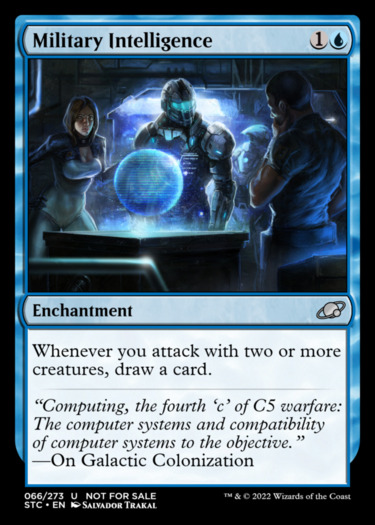 Military Intelligence 1
Enchantment
Whenever you attack with two or more
creatures, draw a card.
“Computing, the fourth ‘c’ of C5 warfare:
The computer systems and compatibility
of computer systems to the objective.”
—On Galactic Colonization
066/273 U NOT FOR SALE
STC • EN Salvador Trakal ™ & © 2022 Wizards of the Coast